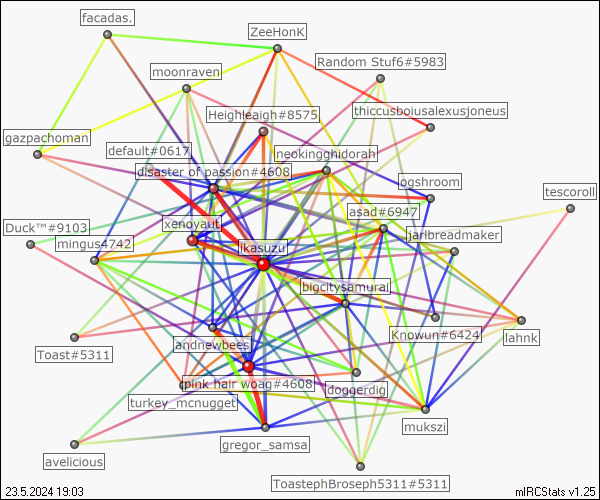 facadas.
ZeeHonK
Random Stuf6#5983
moonraven
thiccusboiusalexusjoneus
Heighleaigh#8575
gazpachoman
default#0617
neokingghidorah
disaster of passion#4608
ogshroom
tescoroll
asad#6947
Duck™#9103
xenoyaut
jarlbreadmaker
mingus4742
ikasuzu
bigcitysamurai
Knowun#6424
lahnk
andnewbees
Toast#5311
pink hair woag#4608
doggerdig
turkey_mcnugget
mukszi
gregor_samsa
avelicious
ToastephBroseph5311#5311
23.5.2024 19:03
mIRCStats v1.25